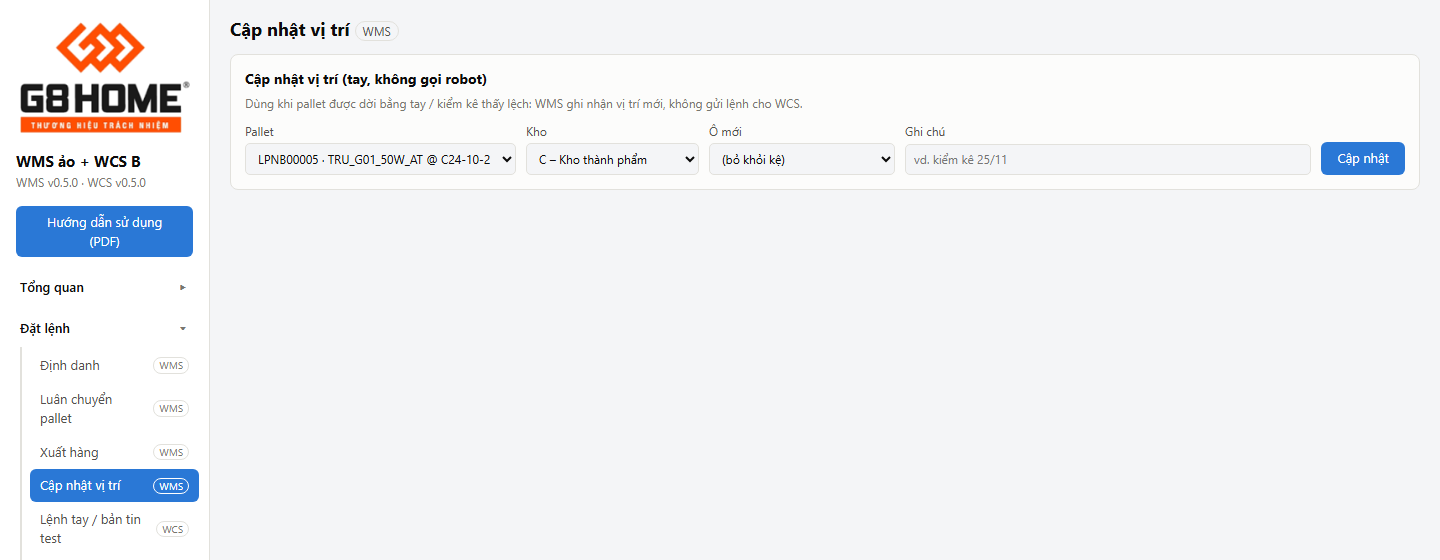 G8HOME®
THƯƠNG HIỆU TRÁCH NHIỆM
WMS ảo + WCS B
WMS v0.5.0 · WCS v0.5.0
Hướng dẫn sử dụng
(PDF)
Tổng quan
Đặt lệnh
Định danh WMS
Luân chuyển
pallet WMS
Xuất hàng WMS
Cập nhật vị trí WMS
Lệnh tay / bản tin
test WCS
Cập nhật vị trí WMS
Cập nhật vị trí (tay, không gọi robot)
Dùng khi pallet được dời bằng tay / kiểm kê thấy lệch: WMS ghi nhận vị trí mới, không gửi lệnh cho WCS.
Pallet Kho Ô mới Ghi chú
LPNB00005 · TRU_G01_50W_AT @ C24-10-2 C – Kho thành phẩm (bỏ khỏi kệ) vd. kiểm kê 25/11 Cập nhật